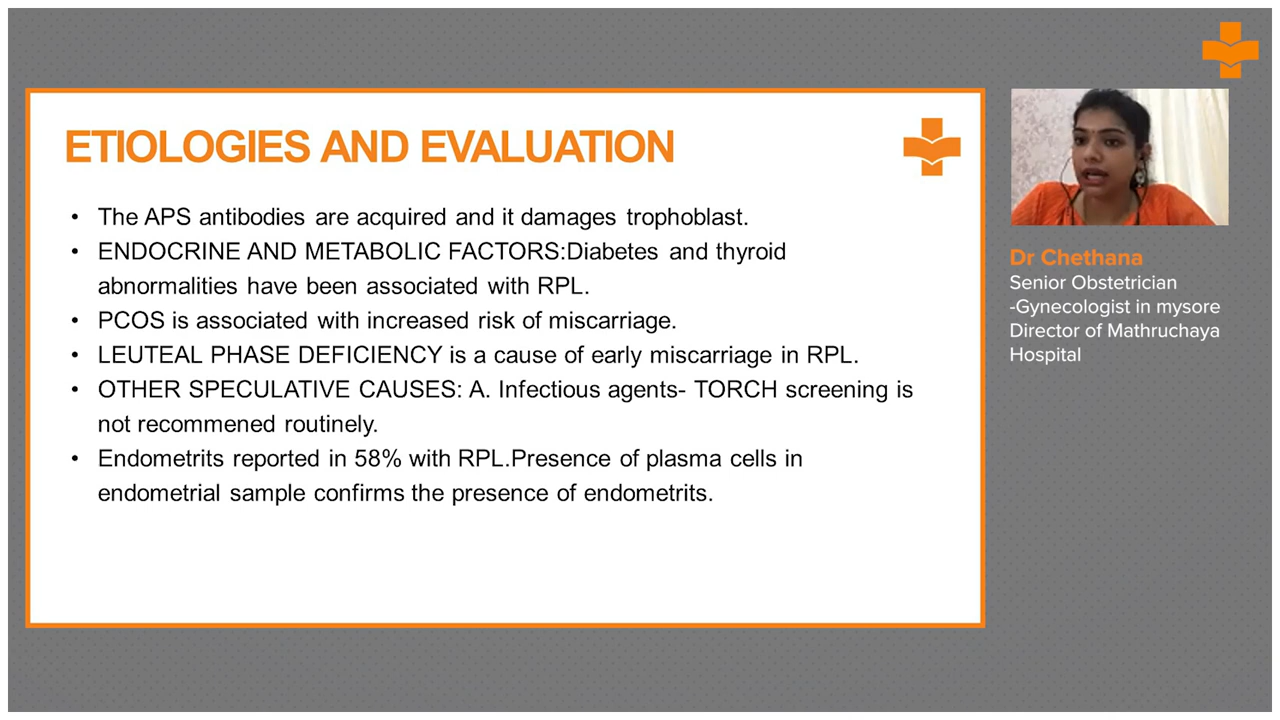 ETIOLOGIES AND EVALUATION
• The APS antibodies are acquired and it damages trophoblast.
• ENDOCRINE AND METABOLIC FACTORS:Diabetes and thyroid
abnormalities have been associated with RPL.
• PCOS is associated with increased risk of miscarriage.
• LEUTEAL PHASE DEFICIENCY is a cause of early miscarriage in RPL.
• OTHER SPECULATIVE CAUSES: A. Infectious agents- TORCH screening is
not recommened routinely.
• Endometrits reported in 58% with RPL.Presence of plasma cells in
endometrial sample confirms the presence of endometrits.
Dr Chethana
Senior Obstetrician
-Gynecologist in mysore
Director of Mathruchaya
Hospital